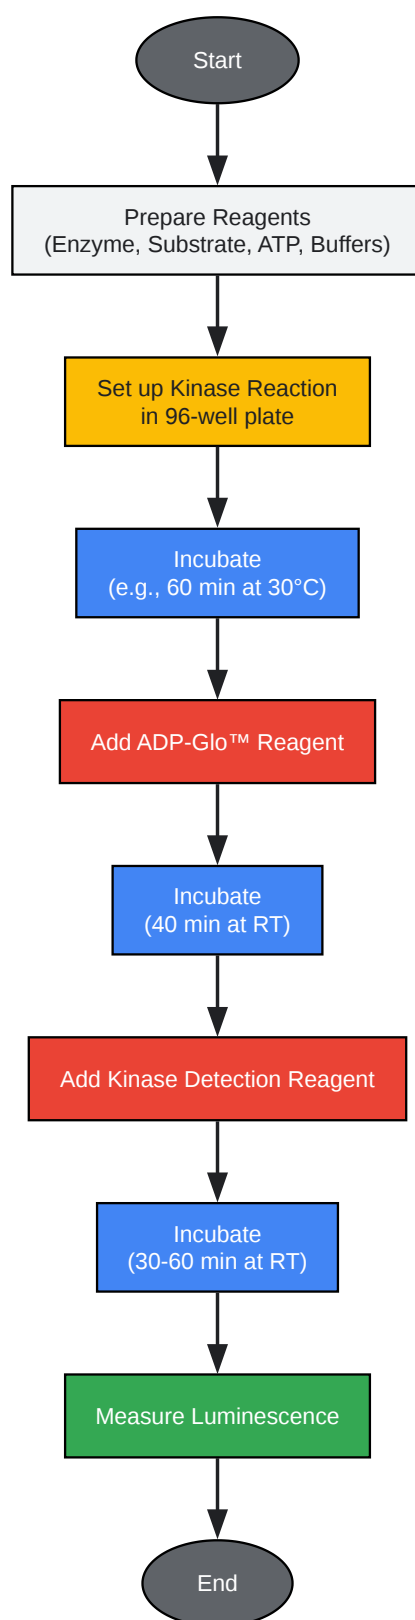 Start
Prepare Reagents
(Enzyme, Substrate, ATP, Buffers)
Set up Kinase Reaction
in 96-well plate
Incubate
(e.g., 60 min at 30°C)
Add ADP-Glo™ Reagent
Incubate
(40 min at RT)
Add Kinase Detection Reagent
Incubate
(30-60 min at RT)
Measure Luminescence
End